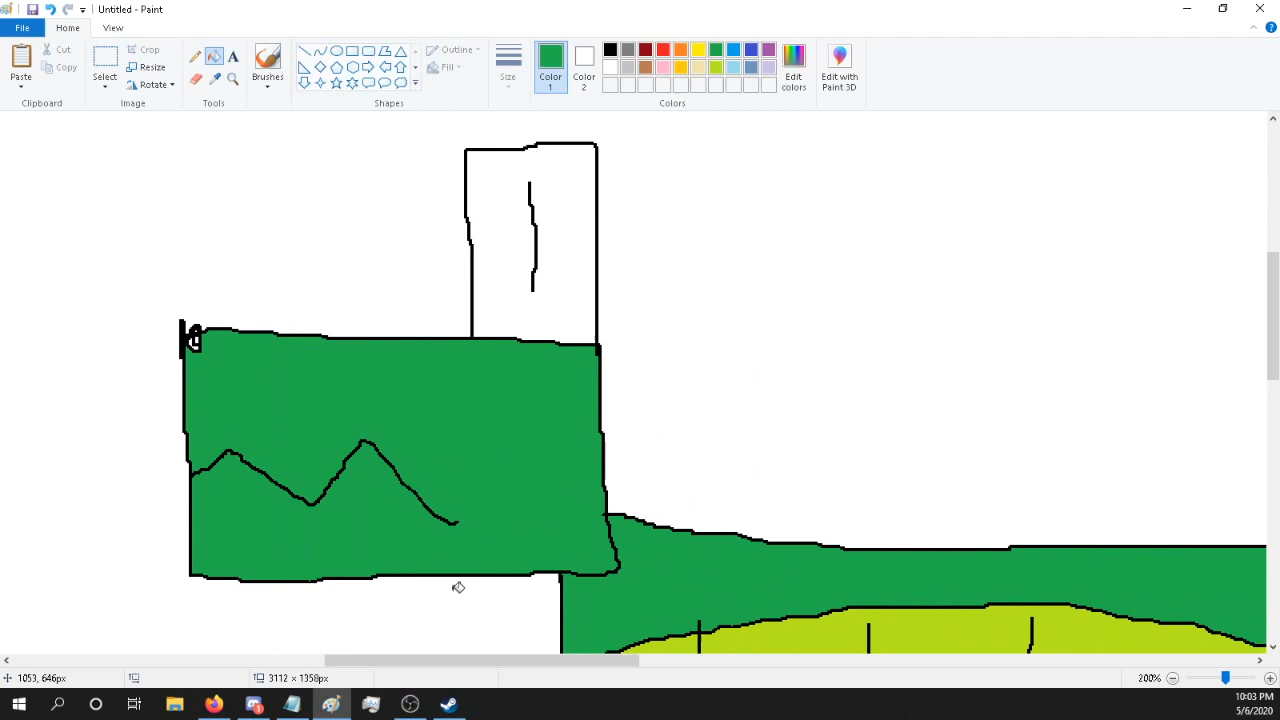 Untitled - Paint
File
Home
View
Paste
Cut
Copy
Clipboard
Select
Crop
Resize
Rotate
Image
A
Tools
Brushes
Outline
Fill
Shapes
Size
Color 1
Color 2
Edit colors
Edit with Paint 3D
Colors
1053, 646px
3112 × 1358px
200%
10:03 PM
5/6/2020